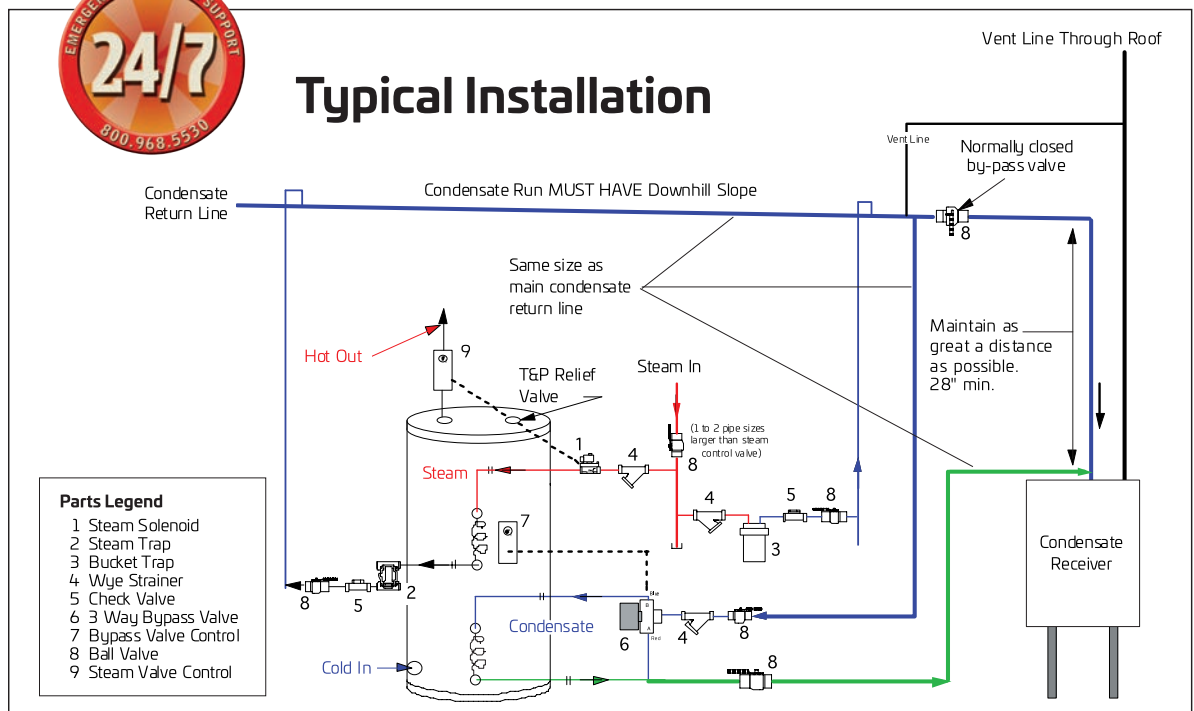 SUPPORT
24/7
800.968.5530
Typical Installation
Vent Line Through Roof
Vent Line
Normally closed
by-pass valve
8
Condensate
Return Line
Condensate Run MUST HAVE Downhill Slope
Same size as
main condensate
return line
Maintain as
great a distance
as possible.
28" min.
Hot Out
9
T&P Relief
Valve
Steam In
(1 to 2 pipe sizes
larger than steam
control valve)
8
1
4
Steam
4
5
8
3
7
Parts Legend
1 Steam Solenoid
2 Steam Trap
3 Bucket Trap
4 Wye Strainer
5 Check Valve
6 3 Way Bypass Valve
7 Bypass Valve Control
8 Ball Valve
9 Steam Valve Control
8
5
2
Condensate
Blue
B
A
Red
6
4
8
Cold In
8
Condensate
Receiver